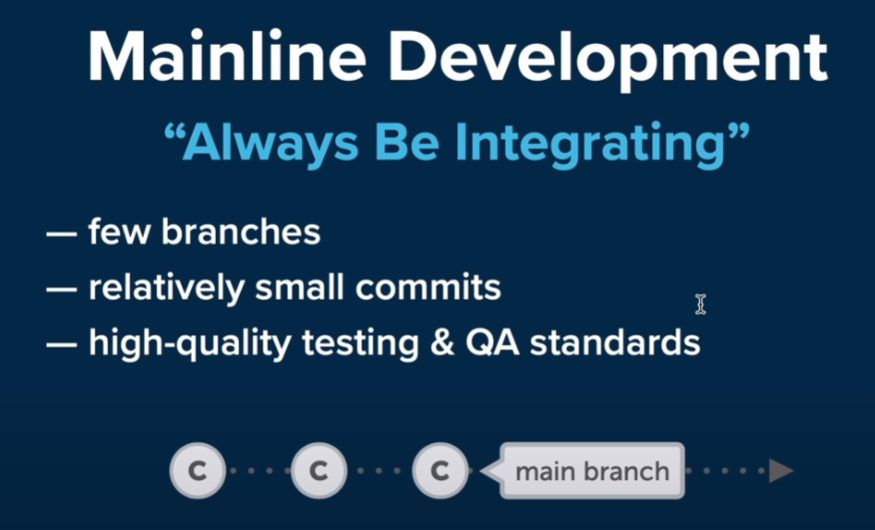 Mainline Development
“Always Be Integrating”
— few branches
— relatively small commits
— high-quality testing & QA standards
C C C main branch